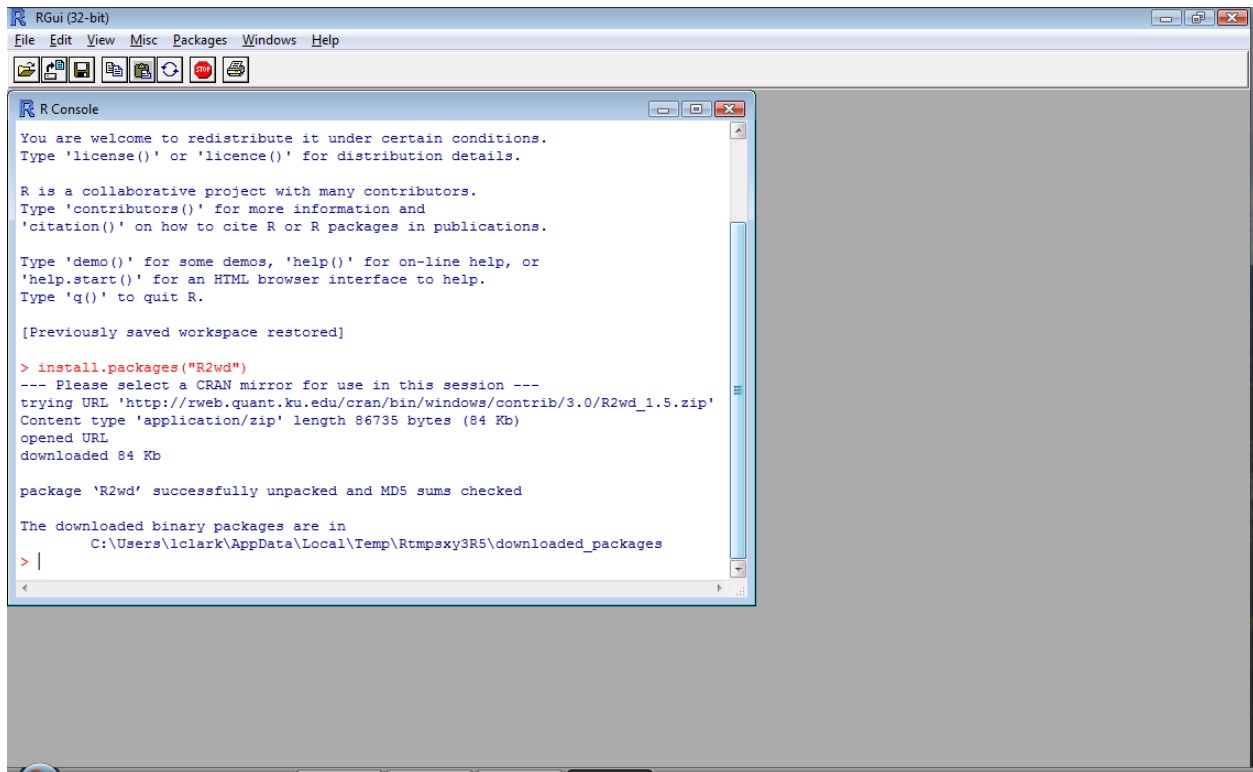 RGui (32-bit)
File Edit View Misc Packages Windows Help
STOP
R Console
You are welcome to redistribute it under certain conditions.
Type 'license()' or 'licence()' for distribution details.
R is a collaborative project with many contributors.
Type 'contributors()' for more information and
'citation()' on how to cite R or R packages in publications.
Type 'demo()' for some demos, 'help()' for on-line help, or
'help.start()' for an HTML browser interface to help.
Type 'q()' to quit R.
[Previously saved workspace restored]
> install.packages("R2wd")
--- Please select a CRAN mirror for use in this session ---
trying URL 'http://rweb.quant.ku.edu/cran/bin/windows/contrib/3.0/R2wd_1.5.zip'
Content type 'application/zip' length 86735 bytes (84 Kb)
opened URL
downloaded 84 Kb
package ‘R2wd’ successfully unpacked and MD5 sums checked
The downloaded binary packages are in
C:\Users\lclark\AppData\Local\Temp\Rtmpsxy3R5\downloaded_packages
>